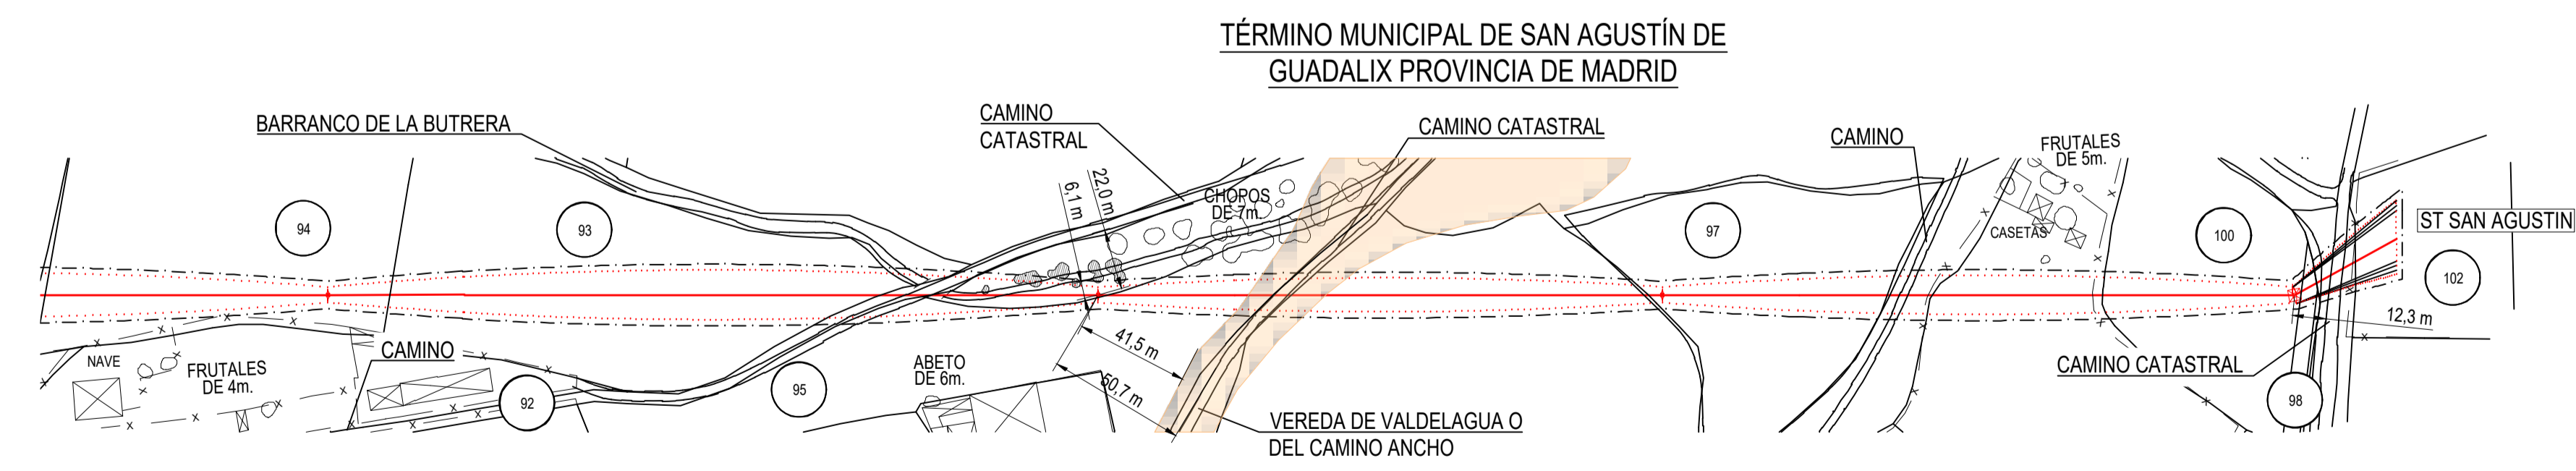 TÉRMINO MUNICIPAL DE SAN AGUSTÍN DE
GUADALIX PROVINCIA DE MADRID
BARRANCO DE LA BUTRERA
CAMINO
CATASTRAL
CAMINO CATASTRAL
CAMINO
FRUTALES
DE 5m.
6,1 m
22,0 m
CHOPOS
DE 7m.
94
93
97
CASETAS
100
ST SAN AGUSTIN
102
12,3 m
41,5 m
50,7 m
NAVE
FRUTALES
DE 4m.
CAMINO
92
95
ABETO
DE 6m.
VEREDA DE VALDELAGUA O
DEL CAMINO ANCHO
CAMINO CATASTRAL
98